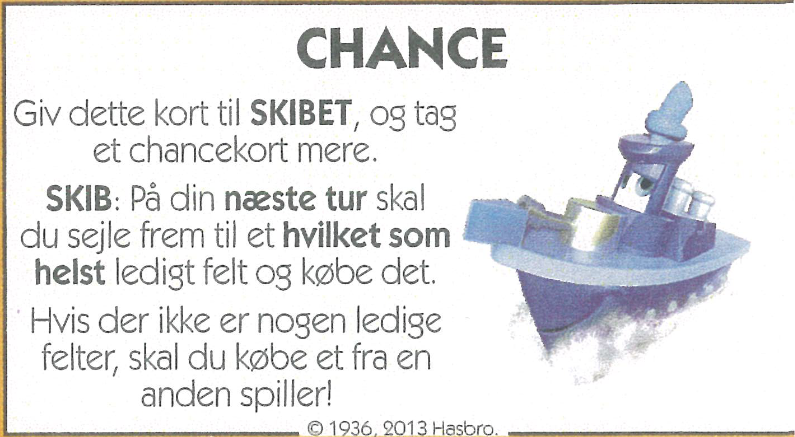 CHANCE
Giv dette kort til SKIBET, og tag
et chancekort mere.
SKIB: På din næste tur skal
du sejle frem til et hvilket som
helst ledigt felt og købe det.
Hvis der ikke er nogen ledige
felter, skal du købe et fra en
anden spiller!
© 1936, 2013 Hasbro.